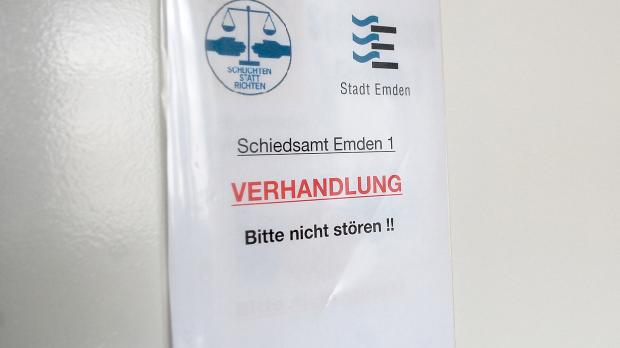 SCHLICHTEN
STATT
RICHTEN
Stadt Emden
Schiedsamt Emden 1
VERHANDLUNG
Bitte nicht stören !!